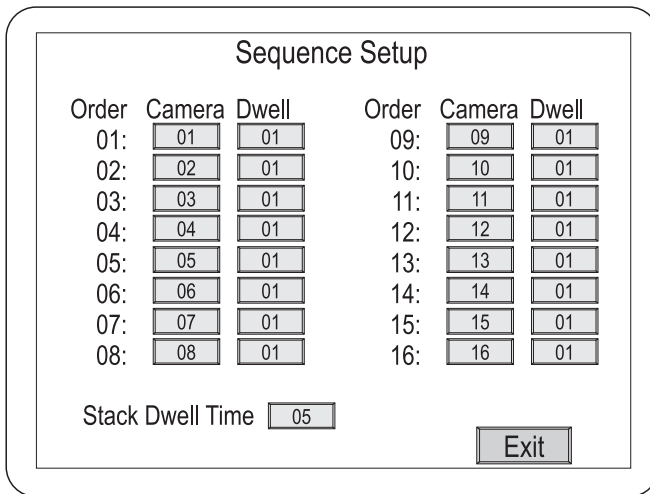 Sequence Setup
Order Camera Dwell Order Camera Dwell
01: 01 01 09: 09 01
02: 02 01 10: 10 01
03: 03 01 11: 11 01
04: 04 01 12: 12 01
05: 05 01 13: 13 01
06: 06 01 14: 14 01
07: 07 01 15: 15 01
08: 08 01 16: 16 01
Stack Dwell Time 05
Exit